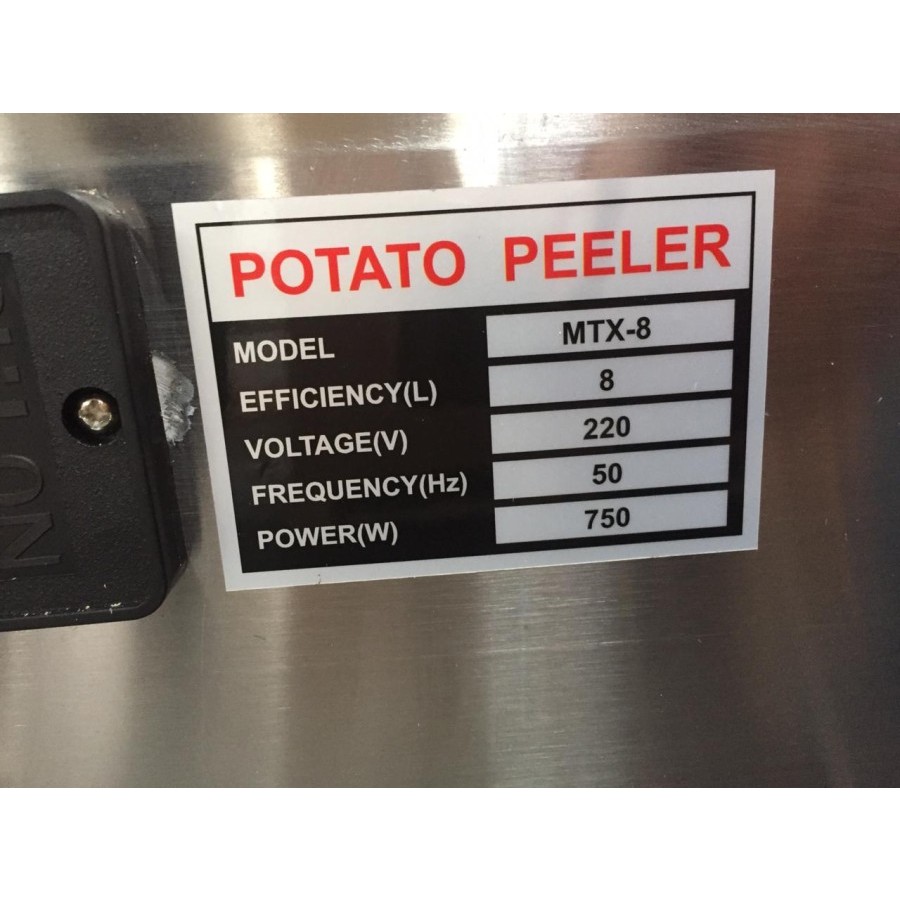 POTATO PEELER
MODEL MTX-8
EFFICIENCY(L) 8
VOLTAGE(V) 220
FREQUENCY(Hz) 50
POWER(W) 750